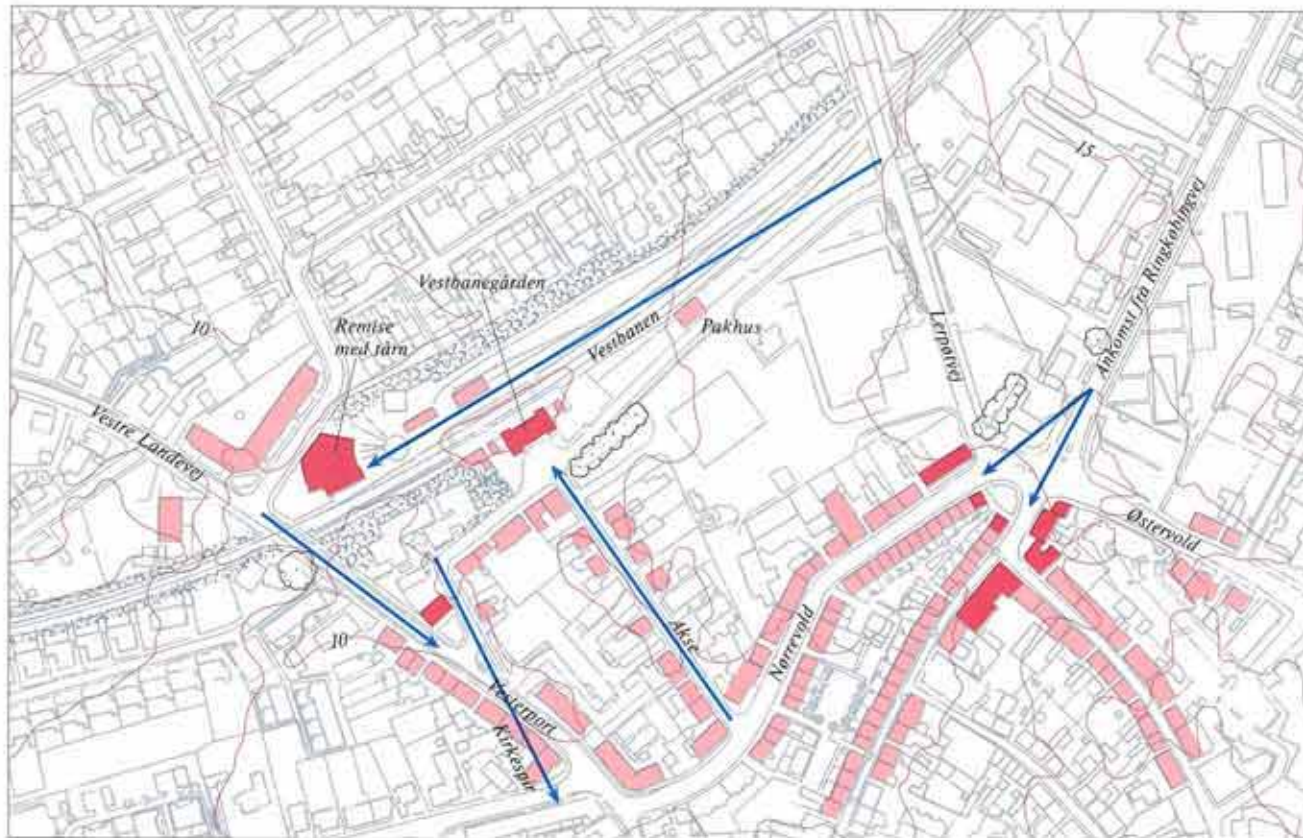 15
Ankomst frå Ringkøbingvej
Vestbanegården
10
Remise
med tårn
Vestbanen
Pakhus
Lerpøtvej
Vestre Landevej
Østervold
10
Akse
Nørrevold
Vesterport
Kirkespir